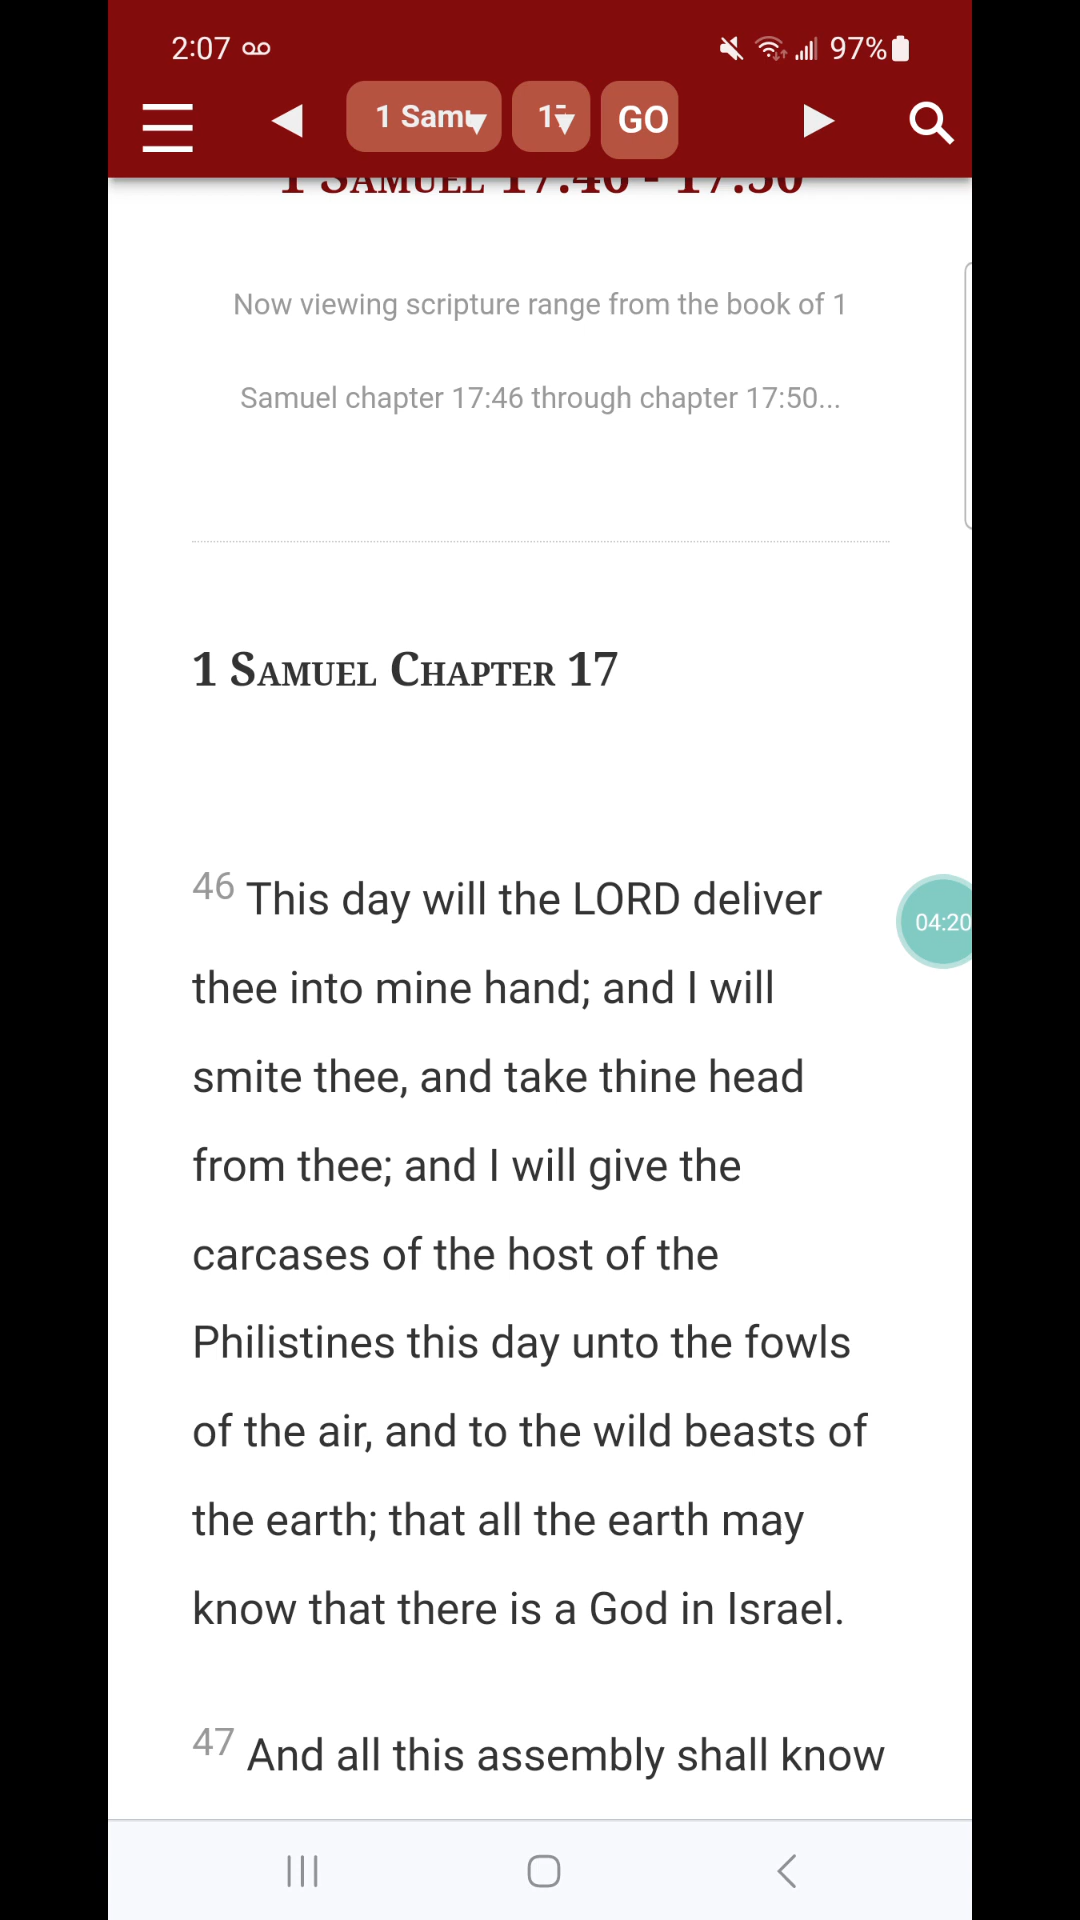 2:07 97%
1 Sam GO
1 SAMUEL 17:46 - 17:50
Now viewing scripture range from the book of 1
Samuel chapter 17:46 through chapter 17:50...
1 SAMUEL CHAPTER 17
46 This day will the LORD deliver
thee into mine hand; and I will
smite thee, and take thine head
from thee; and I will give the
carcases of the host of the
Philistines this day unto the fowls
of the air, and to the wild beasts of
the earth; that all the earth may
know that there is a God in Israel.
04:20
47 And all this assembly shall know